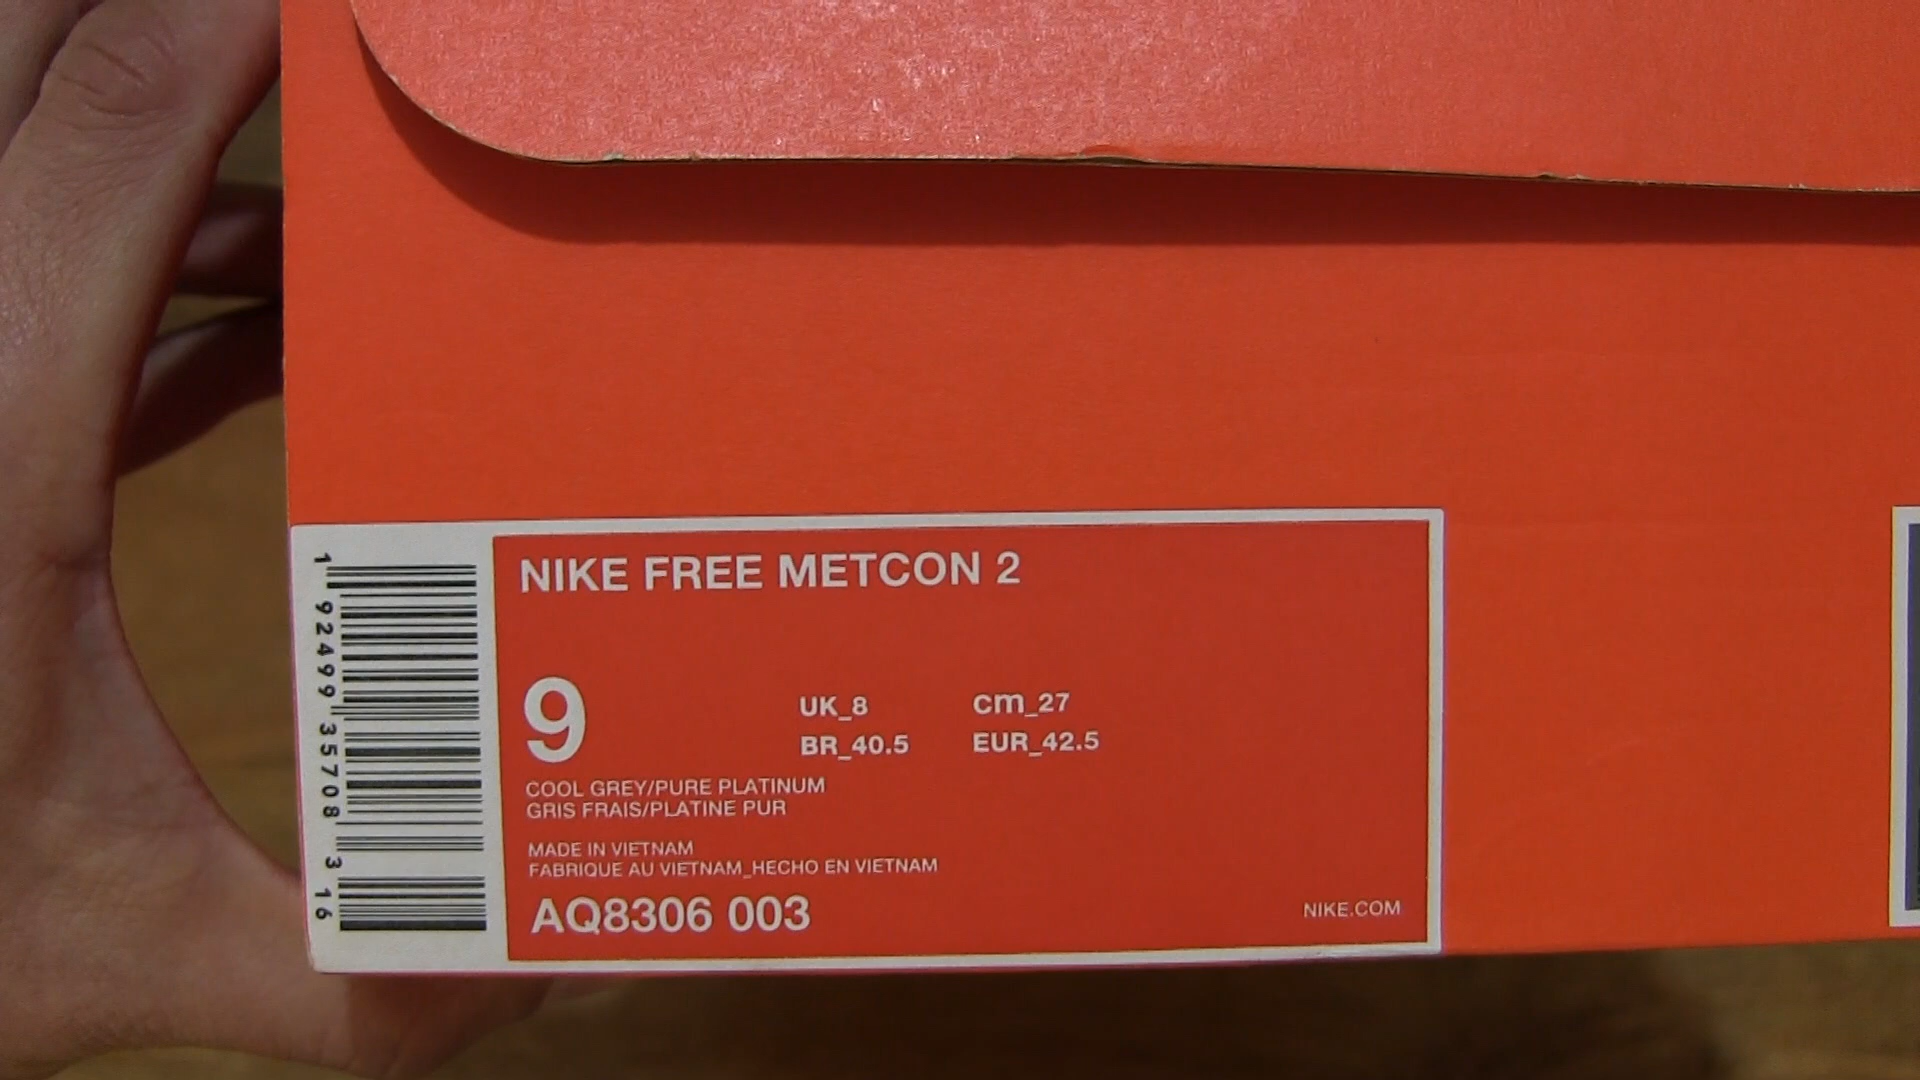 NIKE FREE METCON 2
9
UK_8 cm_27
BR_40.5 EUR_42.5
COOL GREY/PURE PLATINUM
GRIS FRAIS/PLATINE PUR
MADE IN VIETNAM
FABRIQUE AU VIETNAM_HECHO EN VIETNAM
AQ8306 003
NIKE.COM
1 92499 35708 3 16